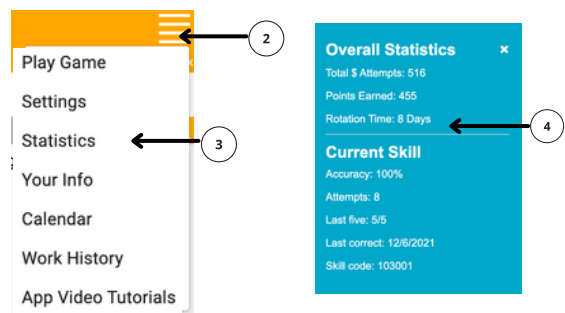 2
Play Game
Settings
Statistics
3
Your Info
Calendar
Work History
App Video Tutorials
Overall Statistics ×
Total $ Attempts: 516
Points Earned: 455
Rotation Time: 8 Days
4
Current Skill
Accuracy: 100%
Attempts: 8
Last five: 5/5
Last correct: 12/6/2021
Skill code: 103001